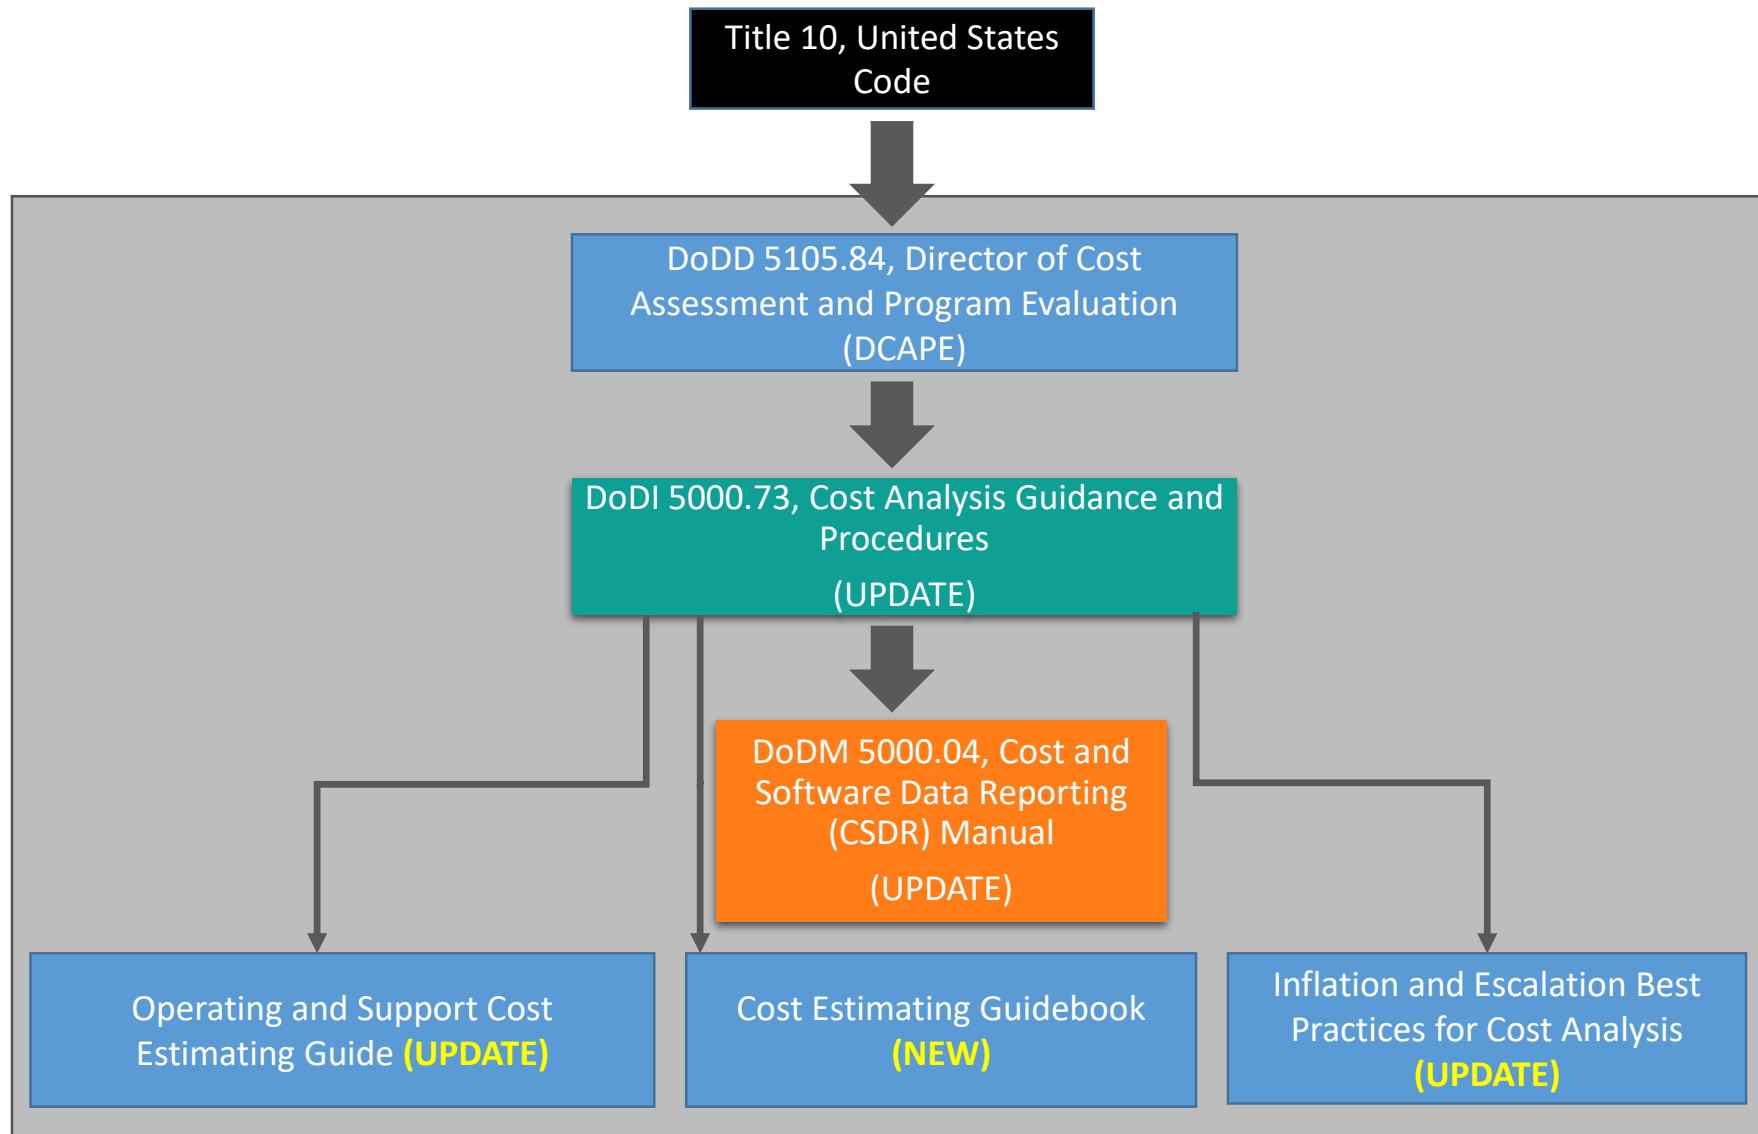 Title 10, United States
Code
DoDD 5105.84, Director of Cost
Assessment and Program Evaluation
(DCAPE)
DoDI 5000.73, Cost Analysis Guidance and
Procedures
(UPDATE)
DoDM 5000.04, Cost and
Software Data Reporting
(CSDR) Manual
(UPDATE)
Operating and Support Cost
Estimating Guide (UPDATE)
Cost Estimating Guidebook
(NEW)
Inflation and Escalation Best
Practices for Cost Analysis
(UPDATE)